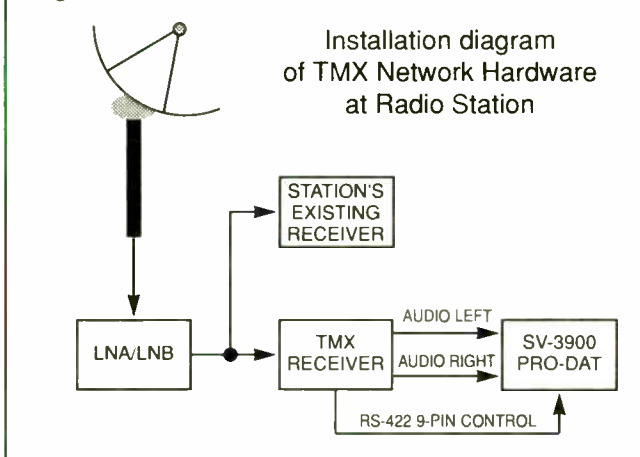 Installation diagram
of TMX Network Hardware
at Radio Station
STATION'S
EXISTING
RECEIVER
LNA/LNB
TMX
RECEIVER
AUDIO LEFT
AUDIO RIGHT
SV-3900
PRO-DAT
RS-422 9-PIN CONTROL